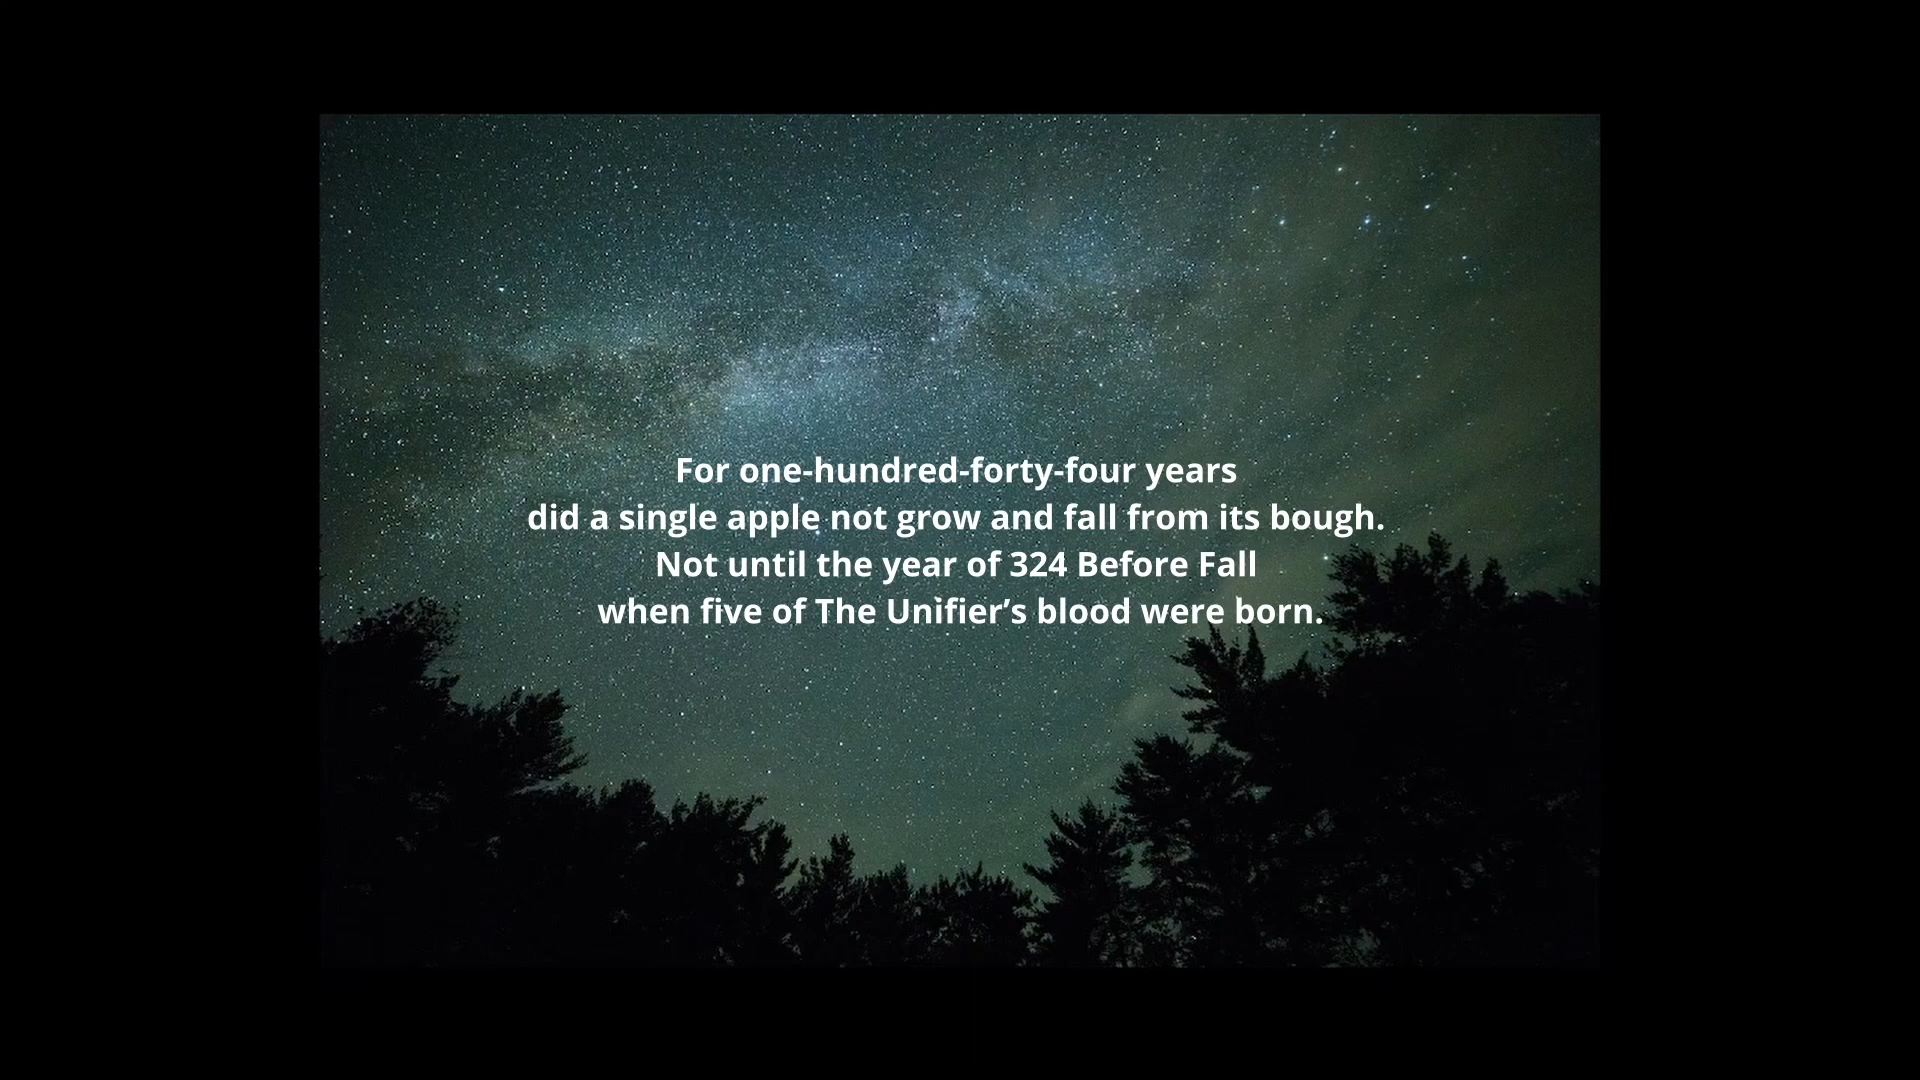 For one-hundred-forty-four years
did a single apple not grow and fall from its bough.
Not until the year of 324 Before Fall
when five of The Unifier’s blood were born.